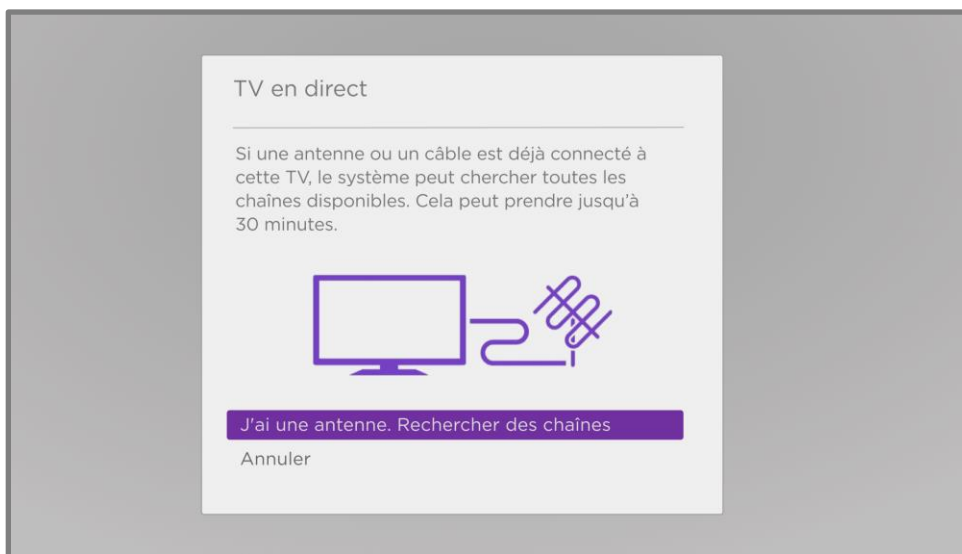 TV en direct
Si une antenne ou un câble est déjà connecté à
cette TV, le système peut chercher toutes les
chaînes disponibles. Cela peut prendre jusqu'à
30 minutes.
J'ai une antenne. Rechercher des chaînes
Annuler